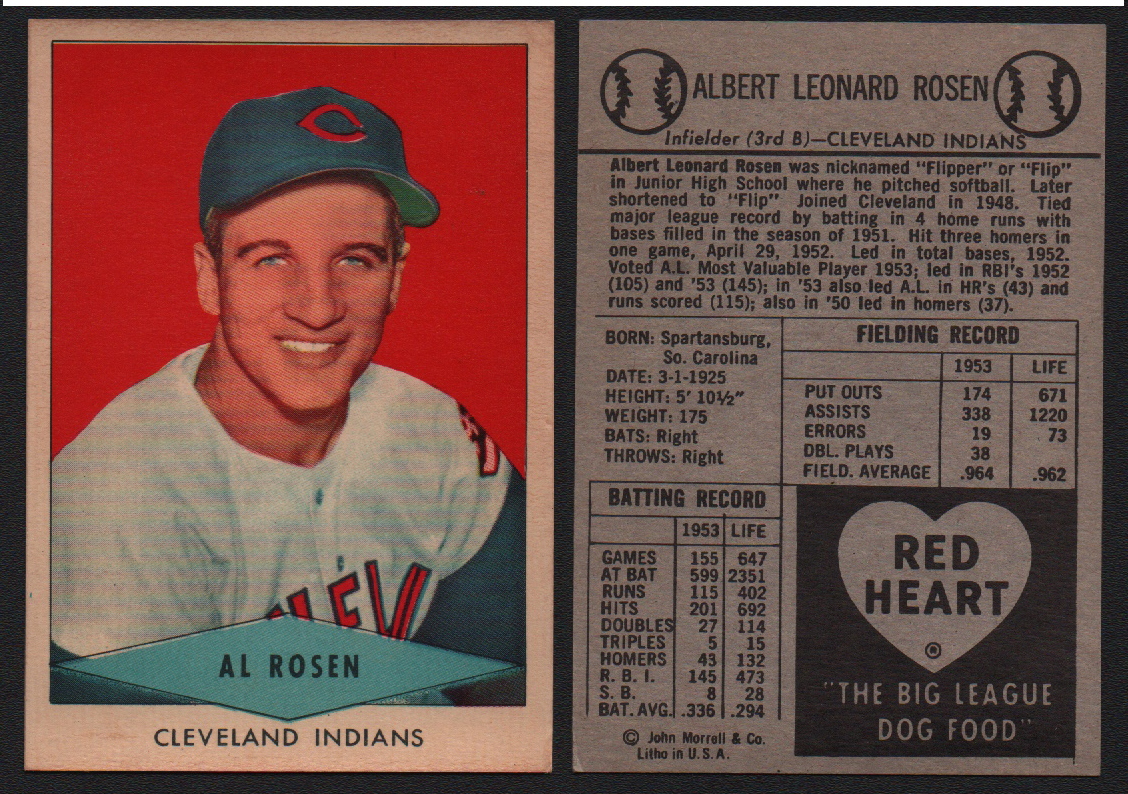 CLEV
AL ROSEN
CLEVELAND INDIANS
ALBERT LEONARD ROSEN
Infielder (3rd B)—CLEVELAND INDIANS
Albert Leonard Rosen was nicknamed "Flipper" or "Flip"
in Junior High School where he pitched softball. Later
shortened to "Flip" Joined Cleveland in 1948. Tied
major league record by batting in 4 home runs with
bases filled in the season of 1951. Hit three homers in
one game, April 29, 1952. Led in total bases, 1952.
Voted A.L. Most Valuable Player 1953; led in RBI's 1952
(105) and '53 (145); in '53 also led A.L. in HR's (43) and
runs scored (115); also in '50 led in homers (37).
BORN: Spartansburg,
So. Carolina
DATE: 3-1-1925
HEIGHT: 5' 10½"
WEIGHT: 175
BATS: Right
THROWS: Right
FIELDING RECORD
1953 LIFE
PUT OUTS 174 671
ASSISTS 338 1220
ERRORS 19 73
DBL. PLAYS 38
FIELD. AVERAGE .964 .962
BATTING RECORD
1953 LIFE
GAMES 155 647
AT BAT 599 2351
RUNS 115 402
HITS 201 692
DOUBLES 27 114
TRIPLES 5 15
HOMERS 43 132
R. B. I. 145 473
S. B. 8 28
BAT. AVG. .336 .294
© John Morrell & Co.
Litho in U. S. A.
RED
HEART
®
"THE BIG LEAGUE
DOG FOOD"